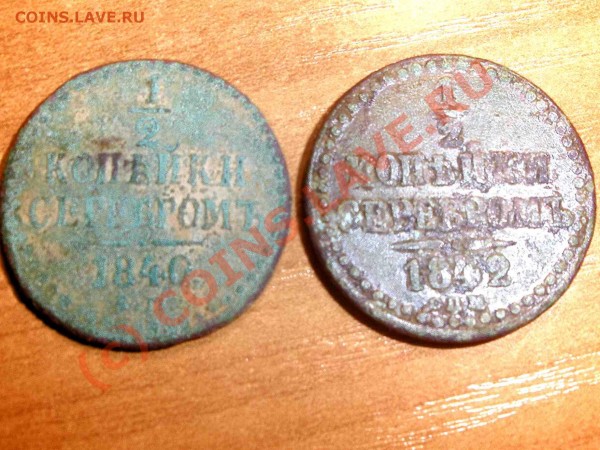 COINS.LAVE.RU
1
2
КОПѢЙКИ
СЕРЕБРОМЪ
1840
1
2
КОПѢЙКИ
СЕРЕБРОМЪ
1842
(c) COINS.LAVE.RU